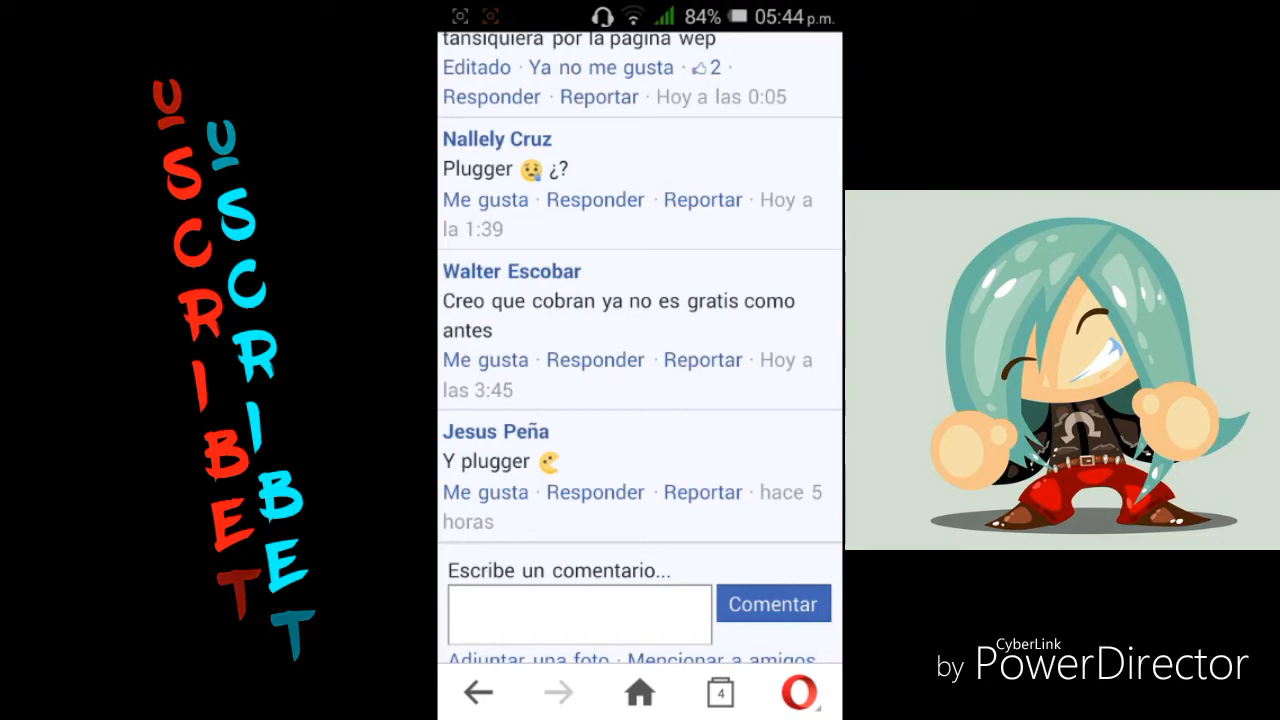 84% 05:44 p.m.
U-SCRIBET
U-SCRIBET
tansiquiera por la pagina wep
Editado · Ya no me gusta · 2 ·
Responder · Reportar · Hoy a las 0:05
Nallely Cruz
Plugger 😢 ¿?
Me gusta · Responder · Reportar · Hoy a
la 1:39
Walter Escobar
Creo que cobran ya no es gratis como
antes
Me gusta · Responder · Reportar · Hoy a
las 3:45
Jesus Peña
Y plugger
Me gusta · Responder · Reportar · hace 5
horas
Escribe un comentario...
Comentar
Adjuntar una foto · Mencionar a amigos
4
CyberLink
by PowerDirector